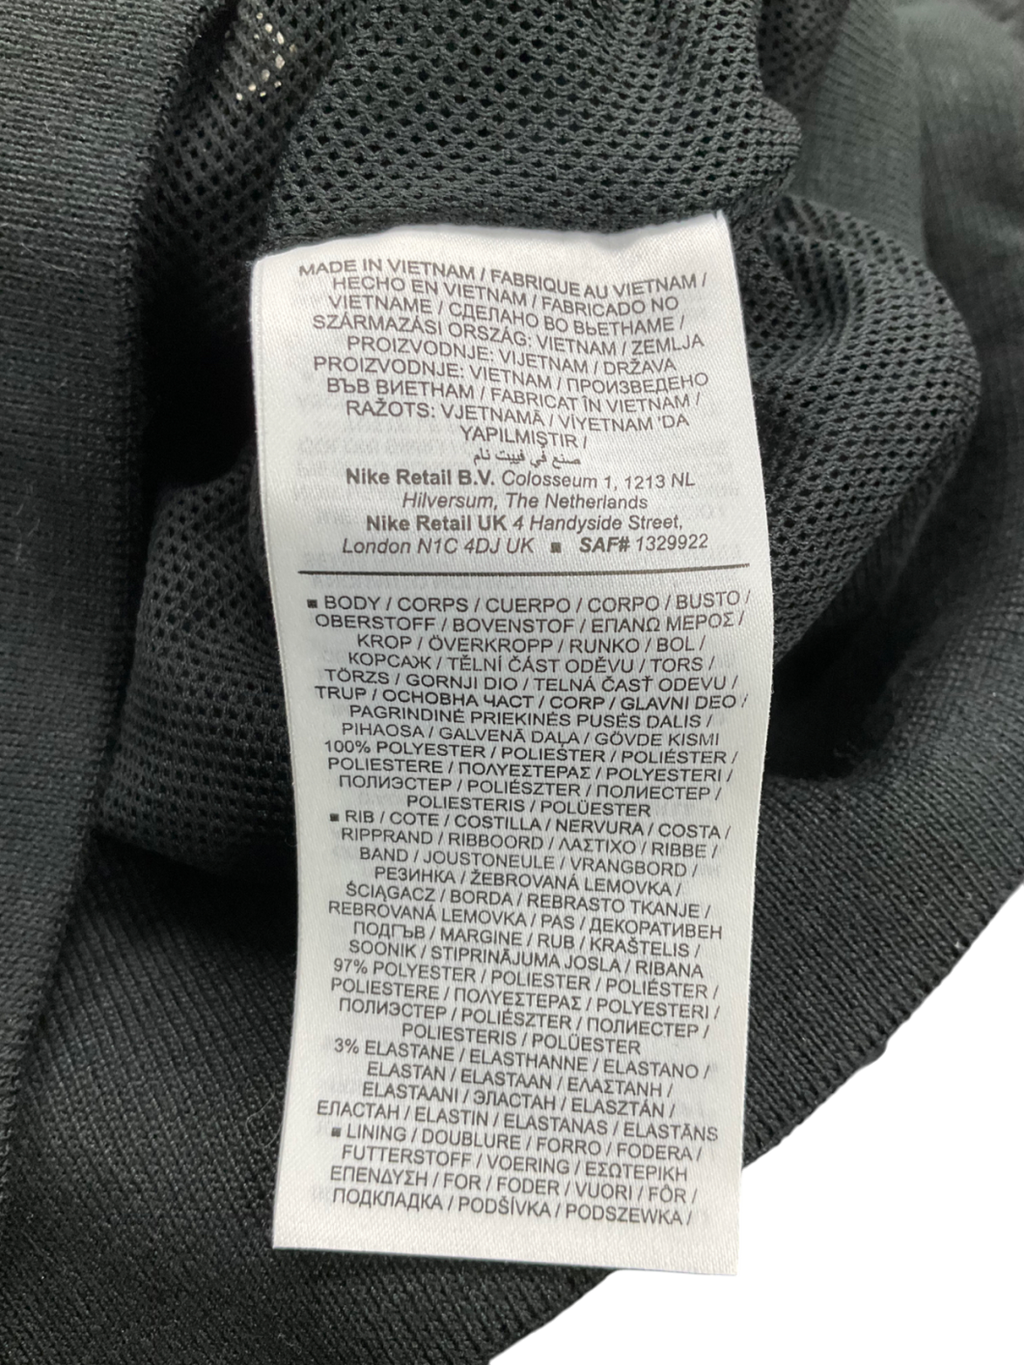 MADE IN VIETNAM / FABRIQUE AU VIETNAM /
HECHO EN VIETNAM / FABRICADO NO
VIETNAME / СДЕЛАНО ВО ВЬЕТНАМЕ /
SZÁRMAZÁSI ORSZÁG: VIETNAM / ZEMLJA
PROIZVODNJE: VIJETNAM / DRŽAVA
PROIZVODNJE: VIETNAM / ПРОИЗВЕДЕНО
ВЪВ ВИЕТНАМ / FABRICAT ÎN VIETNAM /
RAŽOTS: VJETNAMĀ / VİYETNAM 'DA
YAPILMIŞTIR /
صنع في فييت نام
Nike Retail B.V. Colosseum 1, 1213 NL
Hilversum, The Netherlands
Nike Retail UK 4 Handyside Street,
London N1C 4DJ UK ■ SAF# 1329922
■ BODY / CORPS / CUERPO / CORPO / BUSTO /
OBERSTOFF / BOVENSTOF / ΕΠΑΝΩ ΜΕΡΟΣ /
KROP / ÖVERKROPP / RUNKO / BOL /
КОРСАЖ / TĚLNÍ ČÁST ODĚVU / TORS /
TÖRZS / GORNJI DIO / TELNÁ ČASŤ ODEVU /
TRUP / ОСНОВНА ЧАСТ / CORP / GLAVNI DEO /
PAGRINDINĖ PRIEKINĖS PUSĖS DALIS /
PIHAOSA / GALVENĀ DAĻA / GÖVDE KISMI
100% POLYESTER / POLIESTER / POLIÉSTER /
POLIESTERE / ΠΟΛΥΕΣΤΕΡΑΣ / POLYESTERI /
ПОЛИЭСТЕР / POLIÉSZTER / ПОЛИЕСТЕР /
POLIESTERIS / POLÜESTER
■ RIB / COTE / COSTILLA / NERVURA / COSTA /
RIPPRAND / RIBBOORD / ΛΑΣΤΙΧΟ / RIBBE /
BAND / JOUSTONEULE / VRANGBORD /
РЕЗИНКА / ŽEBROVANÁ LEMOVKA /
ŚCIĄGACZ / BORDA / REBRASTO TKANJE /
REBROVANÁ LEMOVKA / PAS / ДЕКОРАТИВЕН
ПОДГЪВ / MARGINE / RUB / KRAŠTELIS /
SOONIK / STIPRINĀJUMA JOSLA / RIBANA
97% POLYESTER / POLIESTER / POLIÉSTER /
POLIESTERE / ΠΟΛΥΕΣΤΕΡΑΣ / POLYESTERI /
ПОЛИЭСТЕР / POLIÉSZTER / ПОЛИЕСТЕР /
POLIESTERIS / POLÜESTER
3% ELASTANE / ELASTHANNE / ELASTANO /
ELASTAN / ELASTAAN / ΕΛΑΣΤΑΝΗ /
ELASTAANI / ЭЛАСТАН / ELASZTÁN /
ЕЛАСТАН / ELASTIN / ELASTANAS / ELASTĀNS
■ LINING / DOUBLURE / FORRO / FODERA /
FUTTERSTOFF / VOERING / ΕΣΩΤΕΡΙΚΗ
ΕΠΕΝΔΥΣΗ / FOR / FODER / VUORI / FÔR /
ПОДКЛАДКА / PODŠÍVKA / PODSZEWKA /